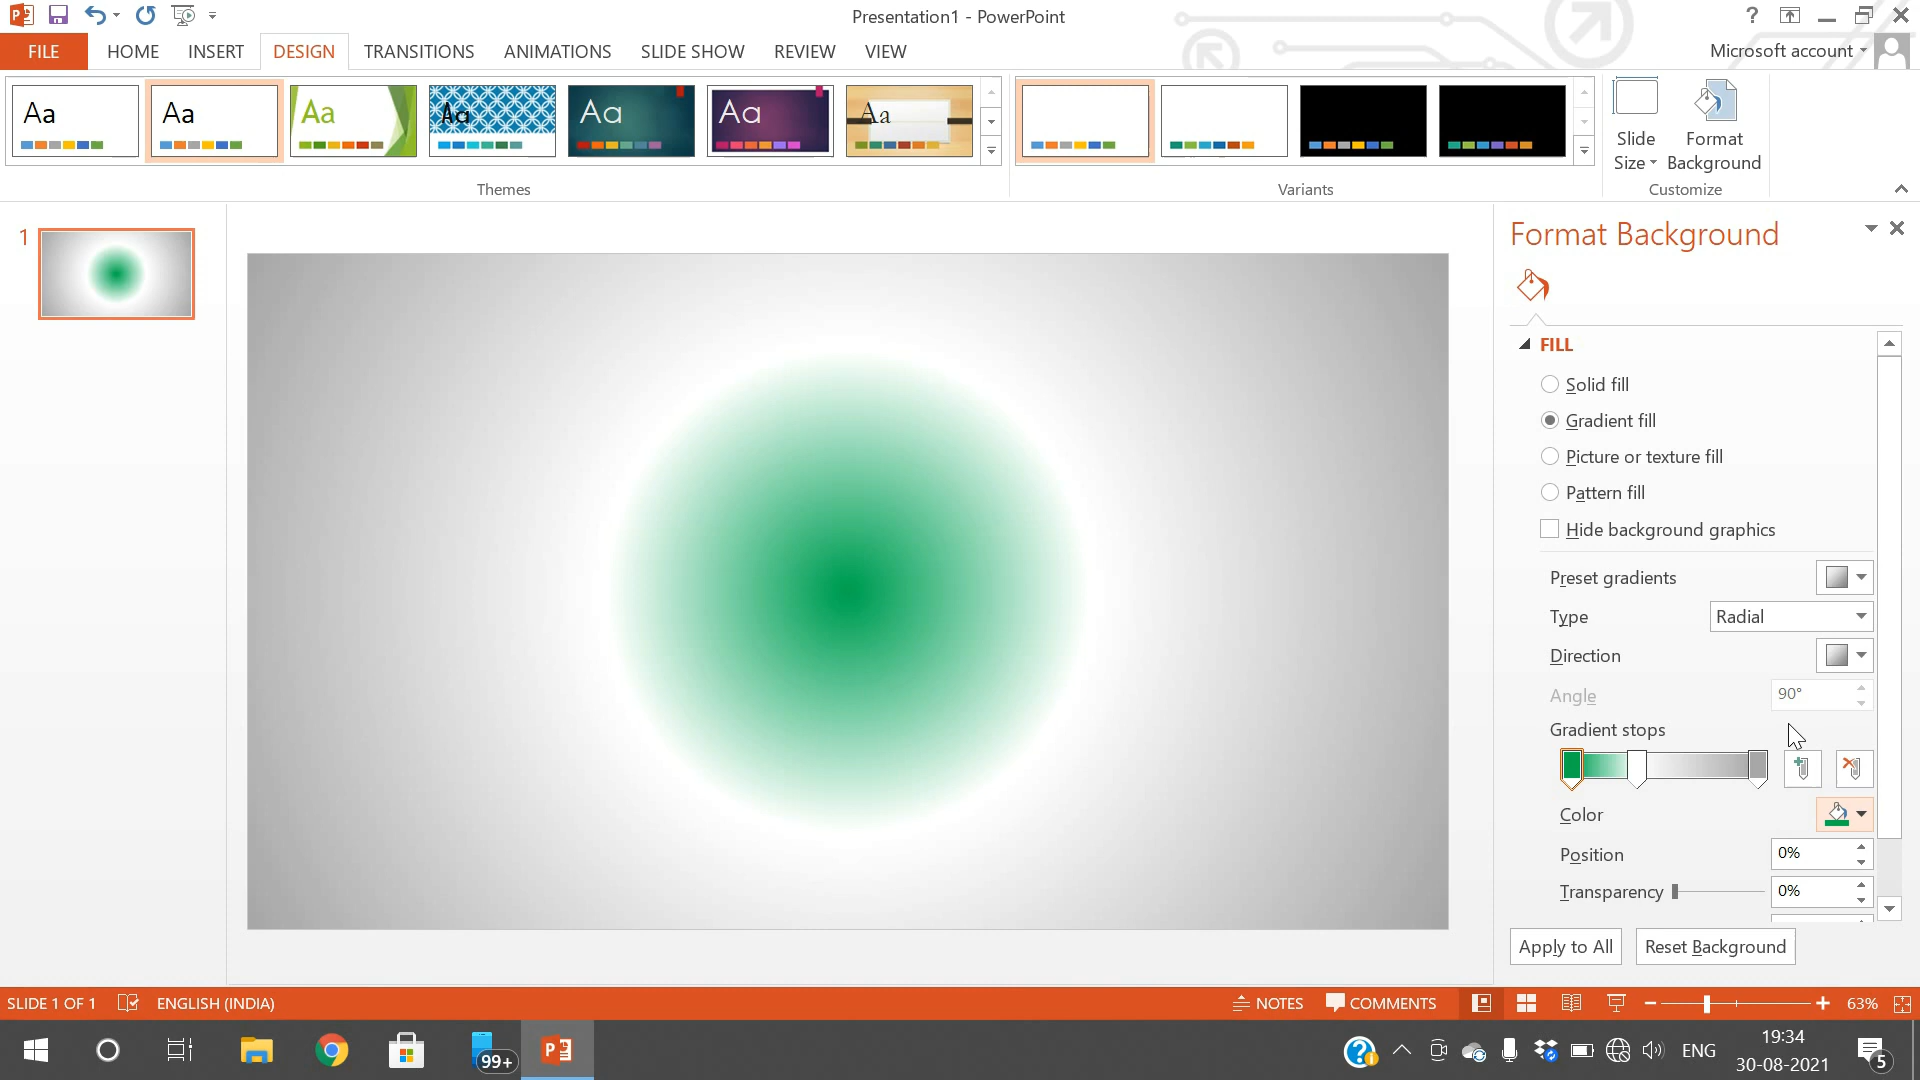 Presentation1 - PowerPoint
?
FILE HOME INSERT DESIGN TRANSITIONS ANIMATIONS SLIDE SHOW REVIEW VIEW
Microsoft account
Aa Aa Aa Aa Aa Aa Aa
Slide Size
Format Background
Themes
Variants
Customize
1
Format Background
FILL
Solid fill
Gradient fill
Picture or texture fill
Pattern fill
Hide background graphics
Preset gradients
Type Radial
Direction
Angle 90°
Gradient stops
Color
Position 0%
Transparency 0%
Apply to All Reset Background
SLIDE 1 OF 1 ENGLISH (INDIA)
NOTES COMMENTS 63%
99+
ENG
19:34
30-08-2021
5